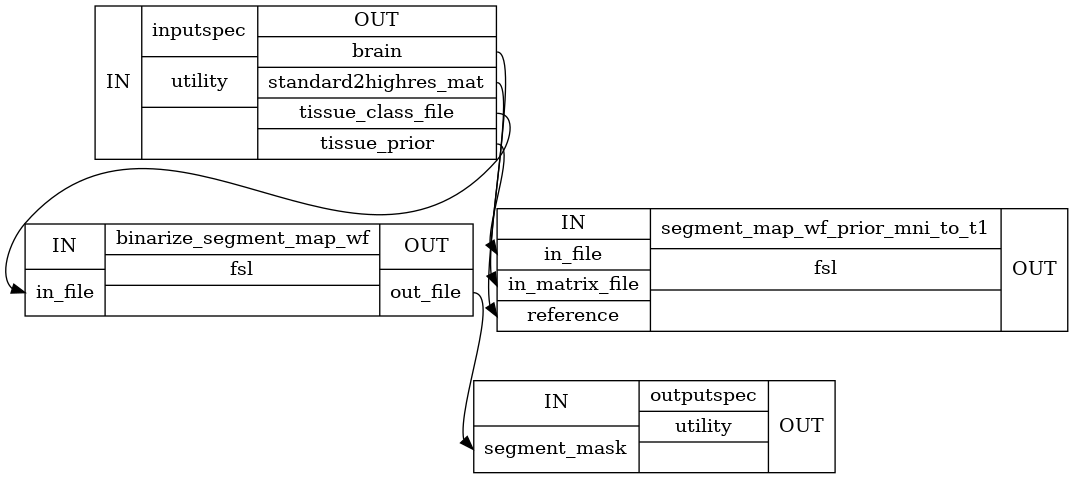 IN
inputspec
utility
OUT
brain
standard2highres_mat
tissue_class_file
tissue_prior
IN
in_file
binarize_segment_map_wf
fsl
OUT
out_file
IN
in_file
in_matrix_file
reference
segment_map_wf_prior_mni_to_t1
fsl
OUT
IN
segment_mask
outputspec
utility
OUT